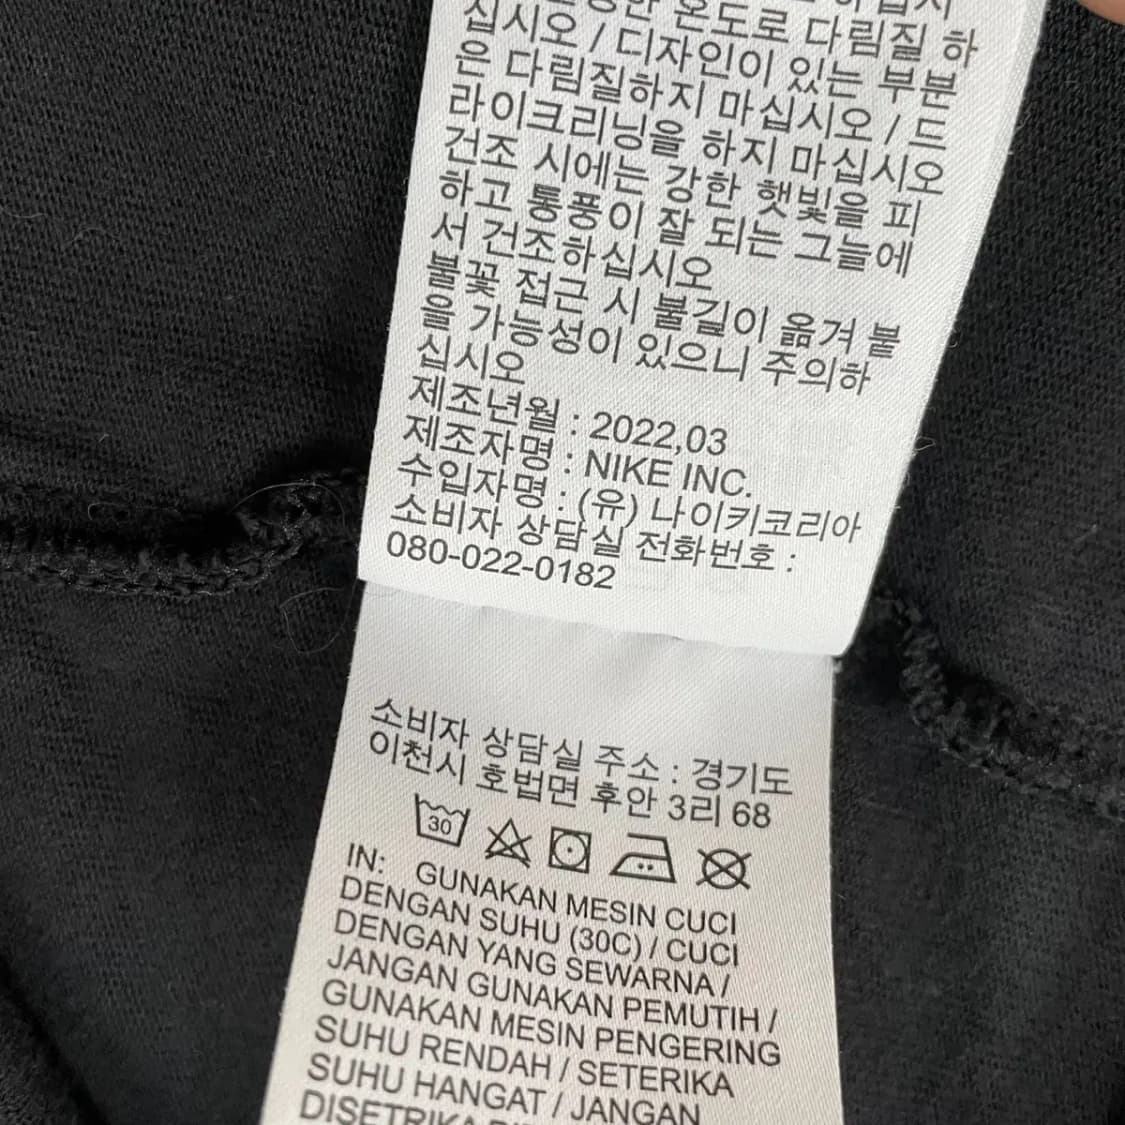 한 온도로 다림질 하
십시오 / 디자인이 있는 부분
은 다림질하지 마십시오 / 드
라이크리닝을 하지 마십시오
건조 시에는 강한 햇빛을 피
하고 통풍이 잘 되는 그늘에
서 건조하십시오
불꽃 접근 시 불길이 옮겨 붙
을 가능성이 있으니 주의하
십시오
제조년월 : 2022,03
제조자명 : NIKE INC.
수입자명 : (유) 나이키코리아
소비자 상담실 전화번호 :
080-022-0182
소비자 상담실 주소 : 경기도
이천시 호법면 후안 3리 68
30
IN: GUNAKAN MESIN CUCI
DENGAN SUHU (30C) / CUCI
DENGAN YANG SEWARNA /
JANGAN GUNAKAN PEMUTIH /
GUNAKAN MESIN PENGERING
SUHU RENDAH / SETERIKA
SUHU HANGAT / JANGAN
DISETRIKA